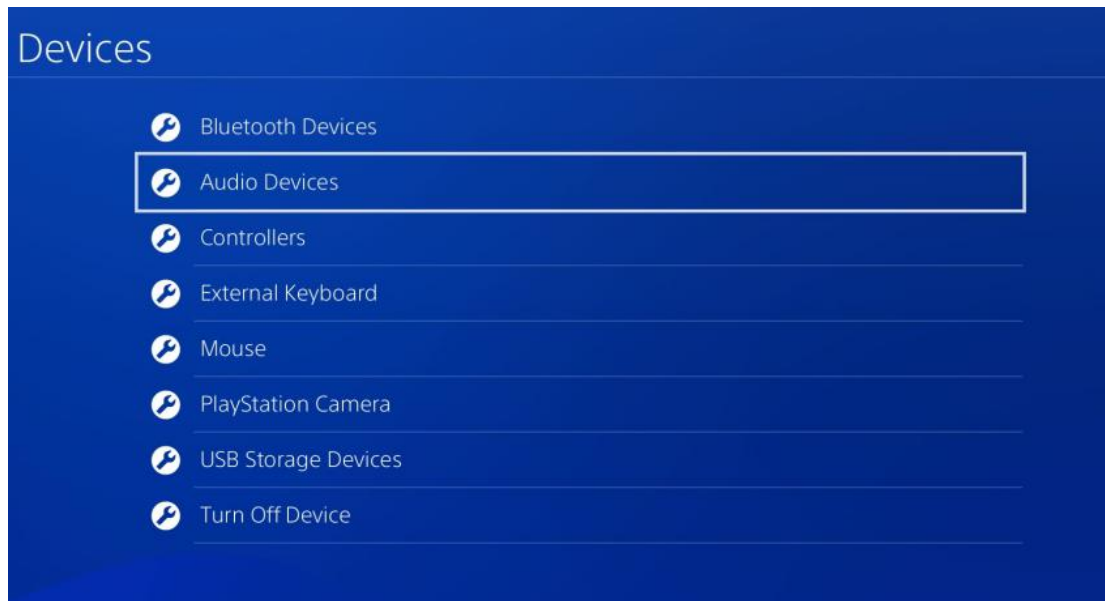 Devices
Bluetooth Devices
Audio Devices
Controllers
External Keyboard
Mouse
PlayStation Camera
USB Storage Devices
Turn Off Device